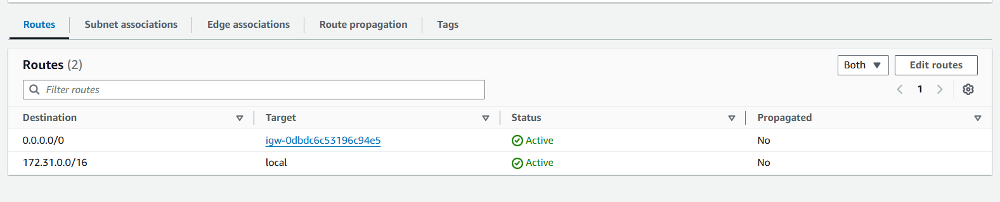 Routes Subnet associations Edge associations Route propagation Tags
Routes (2)
Both Edit routes
Filter routes
1
Destination Target Status Propagated
0.0.0.0/0 igw-0dbdc6c53196c94e5 Active No
172.31.0.0/16 local Active No